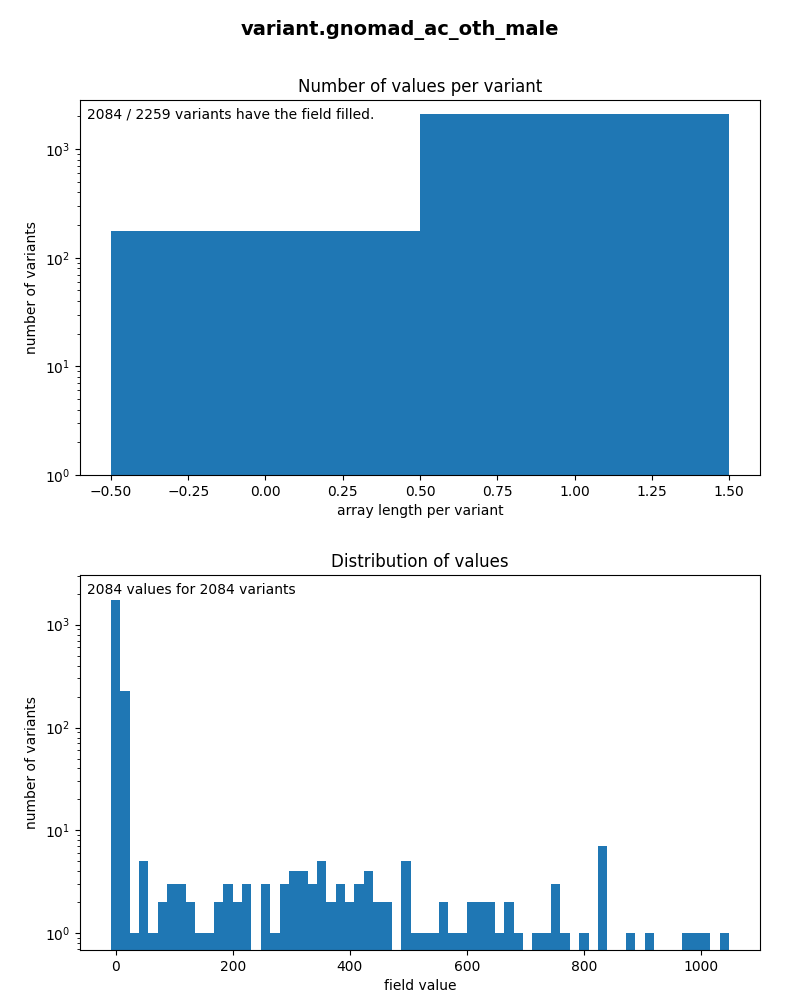 variant.gnomad_ac_oth_male
Number of values per variant
2084 / 2259 variants have the field filled.
number of variants
10³
10²
10¹
10⁰
−0.50 −0.25 0.00 0.25 0.50 0.75 1.00 1.25 1.50
array length per variant
Distribution of values
2084 values for 2084 variants
number of variants
10³
10²
10¹
10⁰
0 200 400 600 800 1000
field value